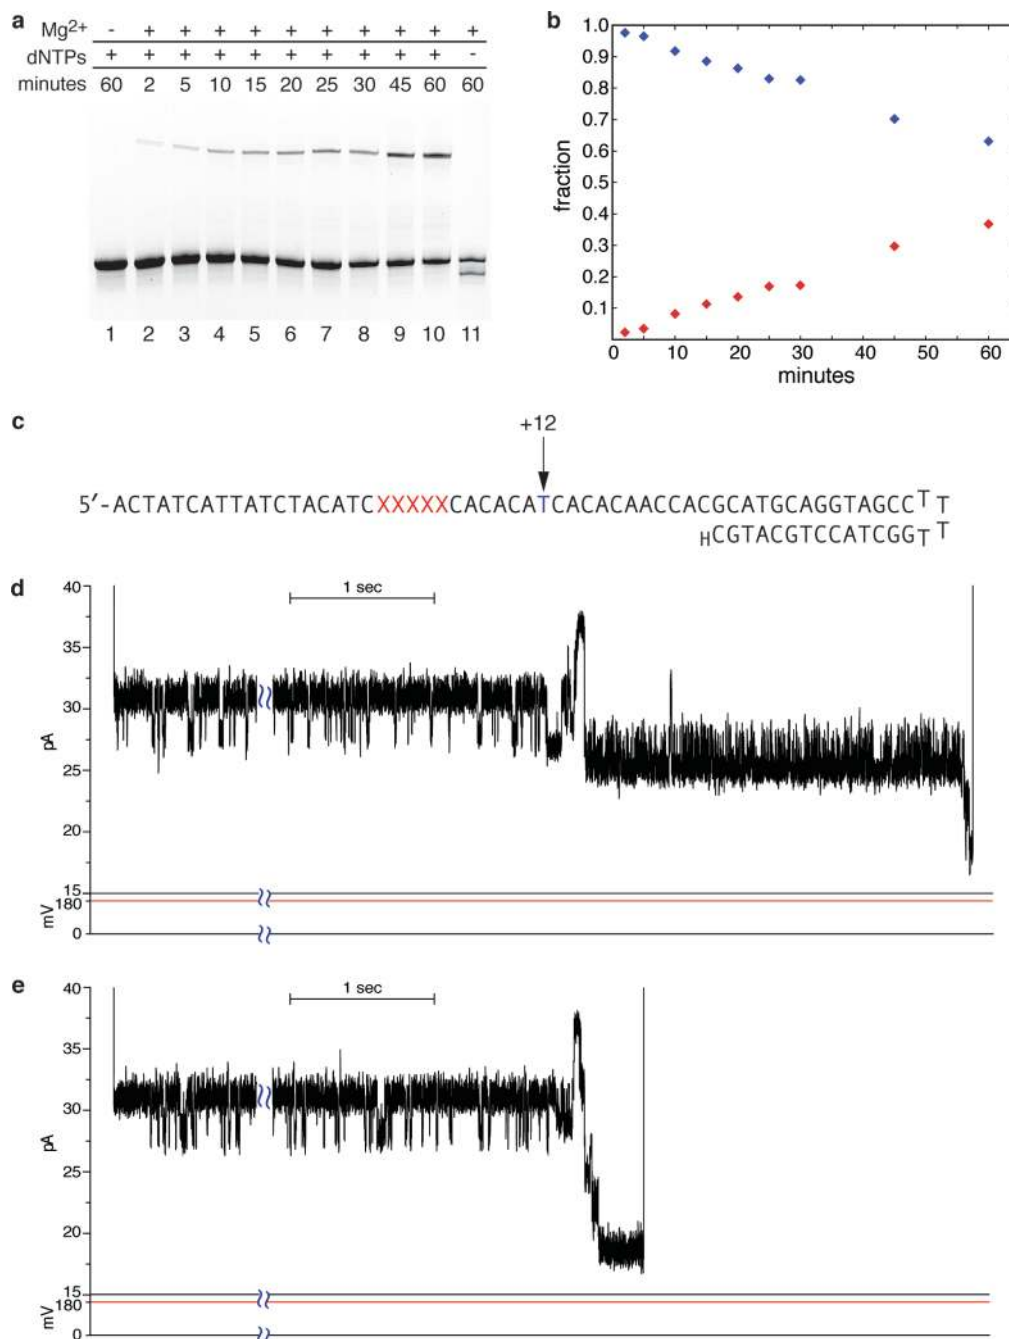 a
Mg2+ - + + + + + + + + + +
dNTPs + + + + + + + + + + -
minutes 60 2 5 10 15 20 25 30 45 60 60
1 2 3 4 5 6 7 8 9 10 11
b
1.0
0.9
0.8
0.7
0.6
0.5
0.4
0.3
0.2
0.1
fraction
0 10 20 30 40 50 60
minutes
c
+12
5′-ACTATCATTATCTACATCXXXXXCACACATCACACAACCACGCATGCAGGTAGCCTT
HCGTACGTCCATCGGTT
d
40
35
30
25
20
15
pA
1 sec
180
0
mV
e
40
35
30
25
20
15
pA
1 sec
180
0
mV